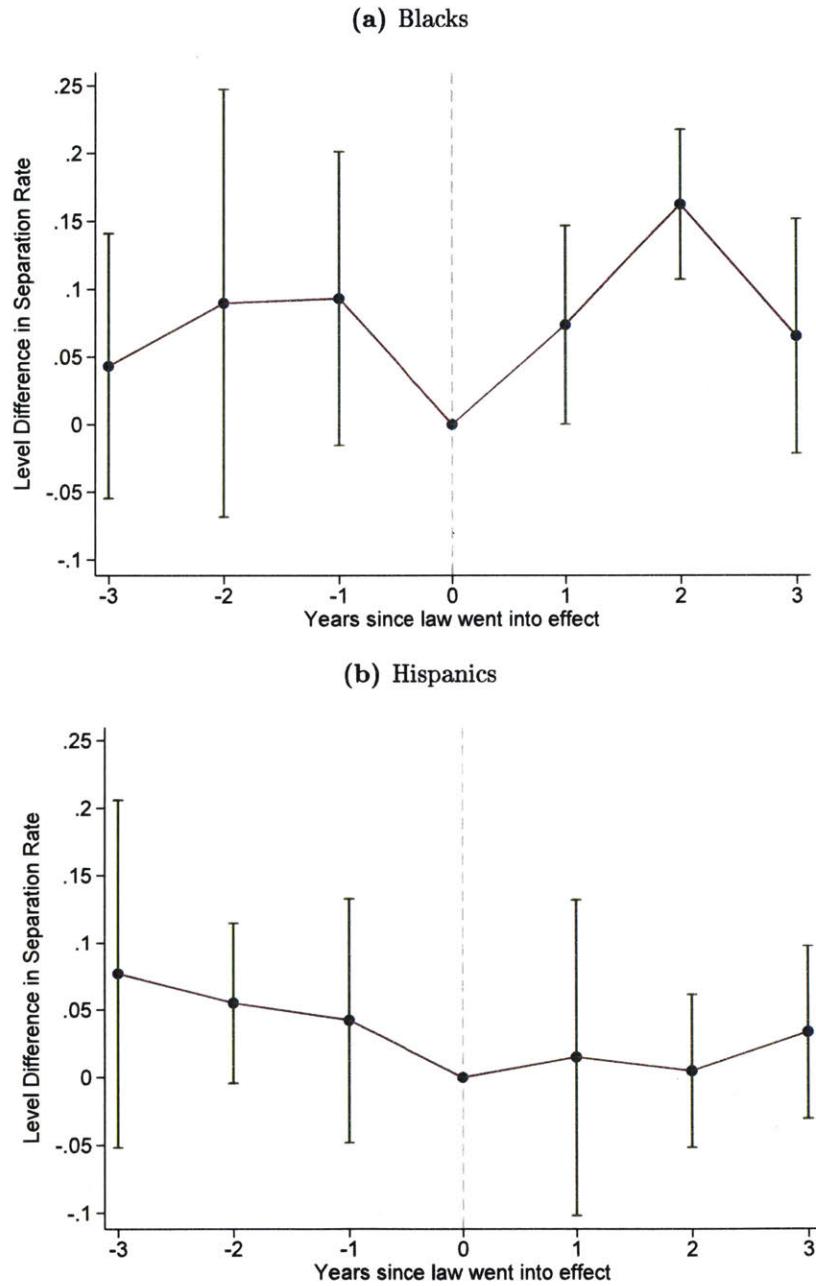 (a) Blacks
Level Difference in Separation Rate
.25
.2
.15
.1
.05
0
-.05
-.1
-3 -2 -1 0 1 2 3
Years since law went into effect
(b) Hispanics
Level Difference in Separation Rate
.25
.2
.15
.1
.05
0
-.05
-.1
-3 -2 -1 0 1 2 3
Years since law went into effect